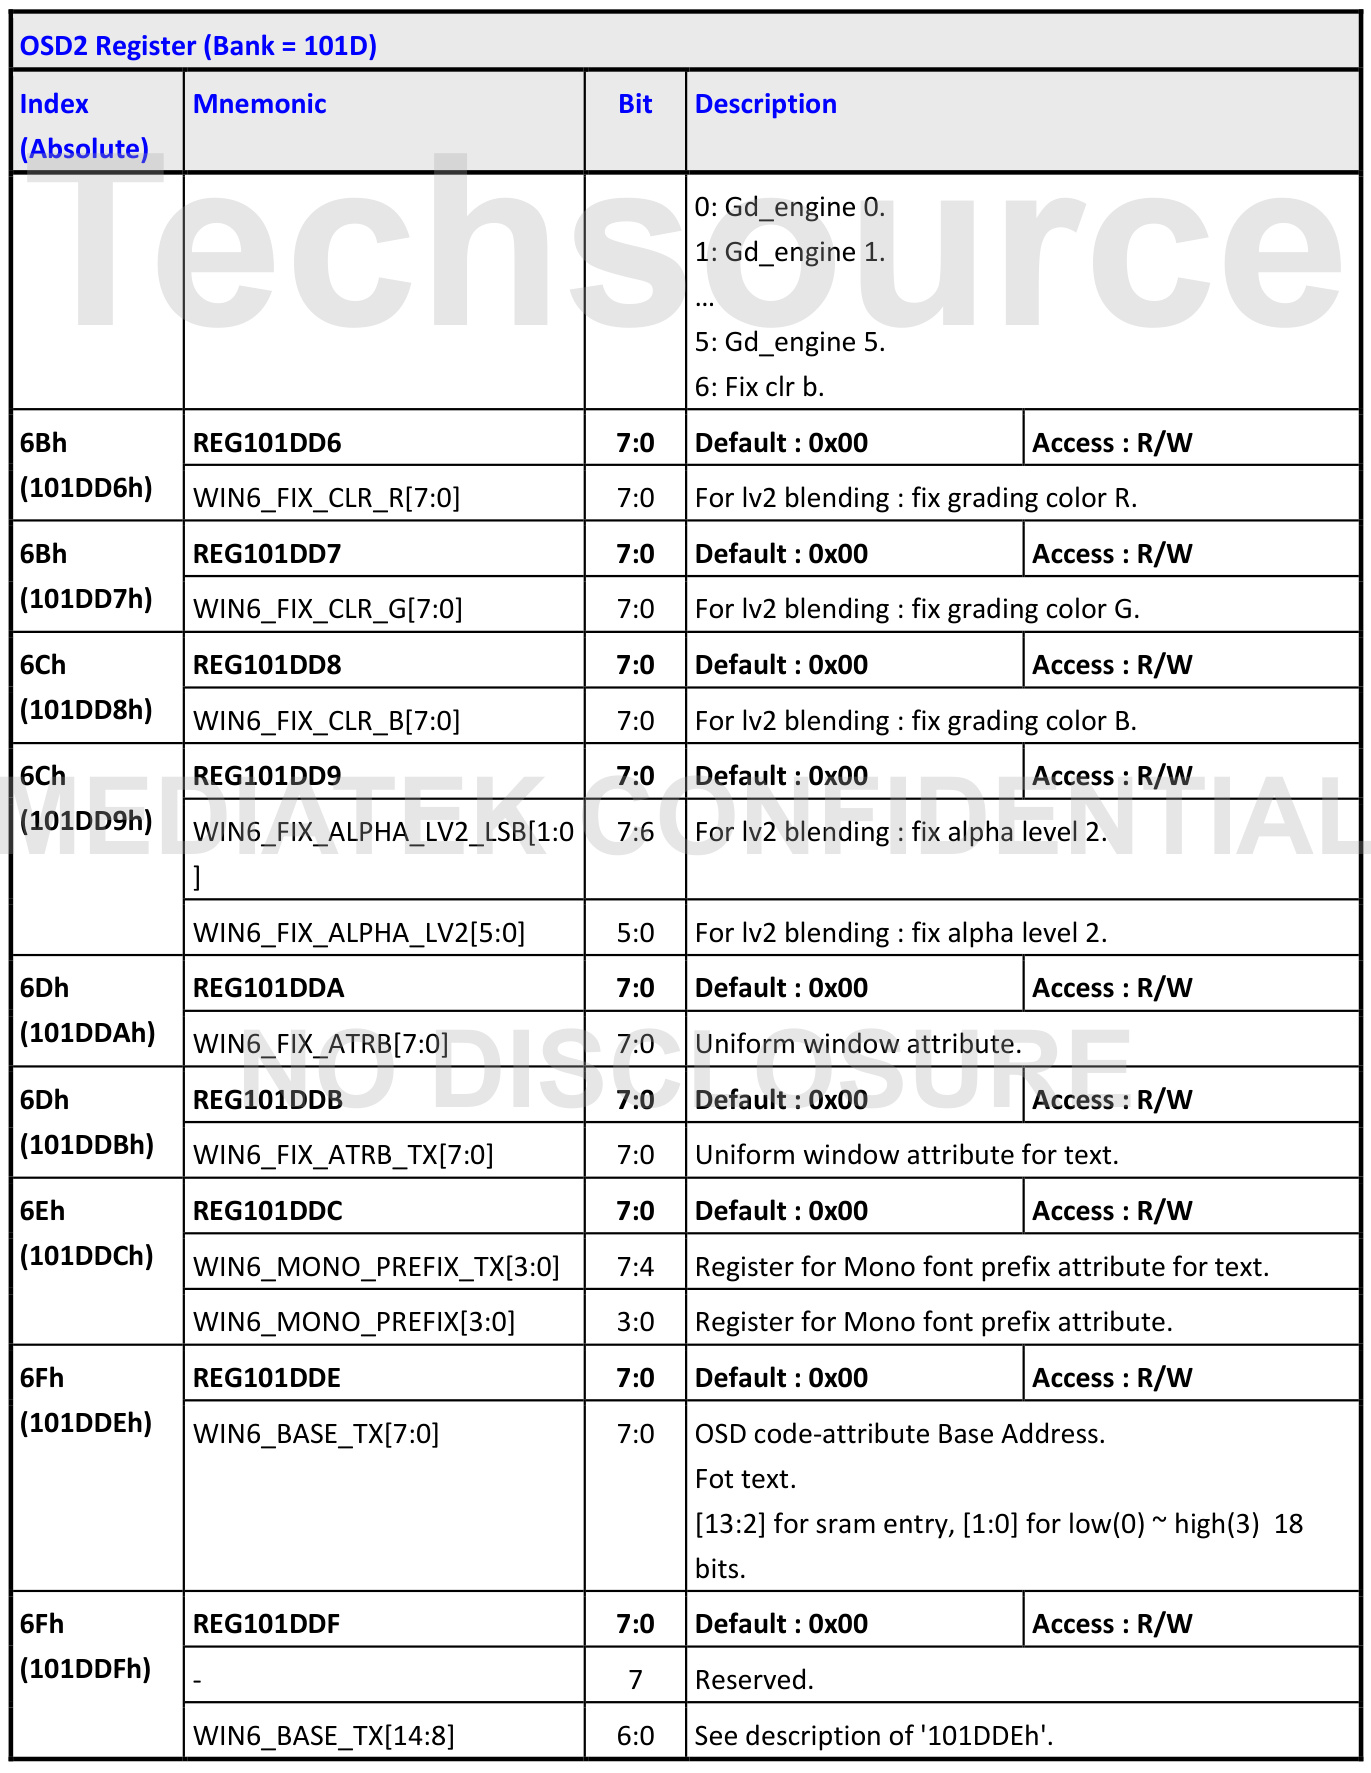 OSD2 Register (Bank = 101D)
Index
(Absolute)
Mnemonic
Bit
Description
Techsource
0: Gd_engine 0.
1: Gd_engine 1.
...
5: Gd_engine 5.
6: Fix clr b.
6Bh
(101DD6h)
REG101DD6
7:0
Default : 0x00
Access : R/W
WIN6_FIX_CLR_R[7:0]
7:0
For lv2 blending : fix grading color R.
6Bh
(101DD7h)
REG101DD7
7:0
Default : 0x00
Access : R/W
WIN6_FIX_CLR_G[7:0]
7:0
For lv2 blending : fix grading color G.
6Ch
(101DD8h)
REG101DD8
7:0
Default : 0x00
Access : R/W
WIN6_FIX_CLR_B[7:0]
7:0
For lv2 blending : fix grading color B.
6Ch
(101DD9h)
REG101DD9
7:0
Default : 0x00
Access : R/W
MEDIATEK CONFIDENTIAL
WIN6_FIX_ALPHA_LV2_LSB[1:0
]
7:6
For lv2 blending : fix alpha level 2.
WIN6_FIX_ALPHA_LV2[5:0]
5:0
For lv2 blending : fix alpha level 2.
6Dh
(101DDAh)
REG101DDA
7:0
Default : 0x00
Access : R/W
WIN6_FIX_ATRB[7:0]
7:0
Uniform window attribute.
NO DISCLOSURE
6Dh
(101DDBh)
REG101DDB
7:0
Default : 0x00
Access : R/W
WIN6_FIX_ATRB_TX[7:0]
7:0
Uniform window attribute for text.
6Eh
(101DDCh)
REG101DDC
7:0
Default : 0x00
Access : R/W
WIN6_MONO_PREFIX_TX[3:0]
7:4
Register for Mono font prefix attribute for text.
WIN6_MONO_PREFIX[3:0]
3:0
Register for Mono font prefix attribute.
6Fh
(101DDEh)
REG101DDE
7:0
Default : 0x00
Access : R/W
WIN6_BASE_TX[7:0]
7:0
OSD code-attribute Base Address.
Fot text.
[13:2] for sram entry, [1:0] for low(0) ~ high(3)  18
bits.
6Fh
(101DDFh)
REG101DDF
7:0
Default : 0x00
Access : R/W
-
7
Reserved.
WIN6_BASE_TX[14:8]
6:0
See description of '101DDEh'.